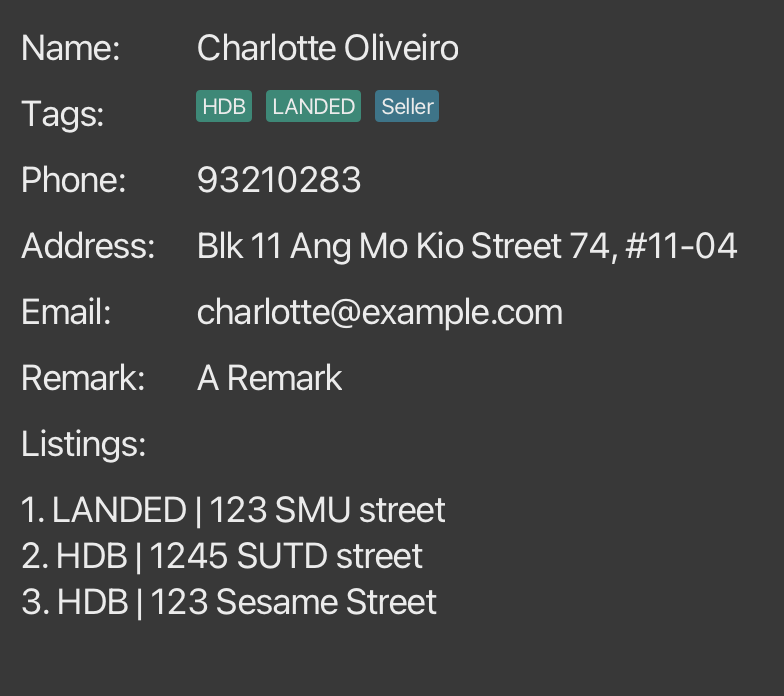 Name: Charlotte Oliveiro
Tags: HDB LANDED Seller
Phone: 93210283
Address: Blk 11 Ang Mo Kio Street 74, #11-04
Email: charlotte@example.com
Remark: A Remark
Listings:
1. LANDED | 123 SMU street
2. HDB | 1245 SUTD street
3. HDB | 123 Sesame Street